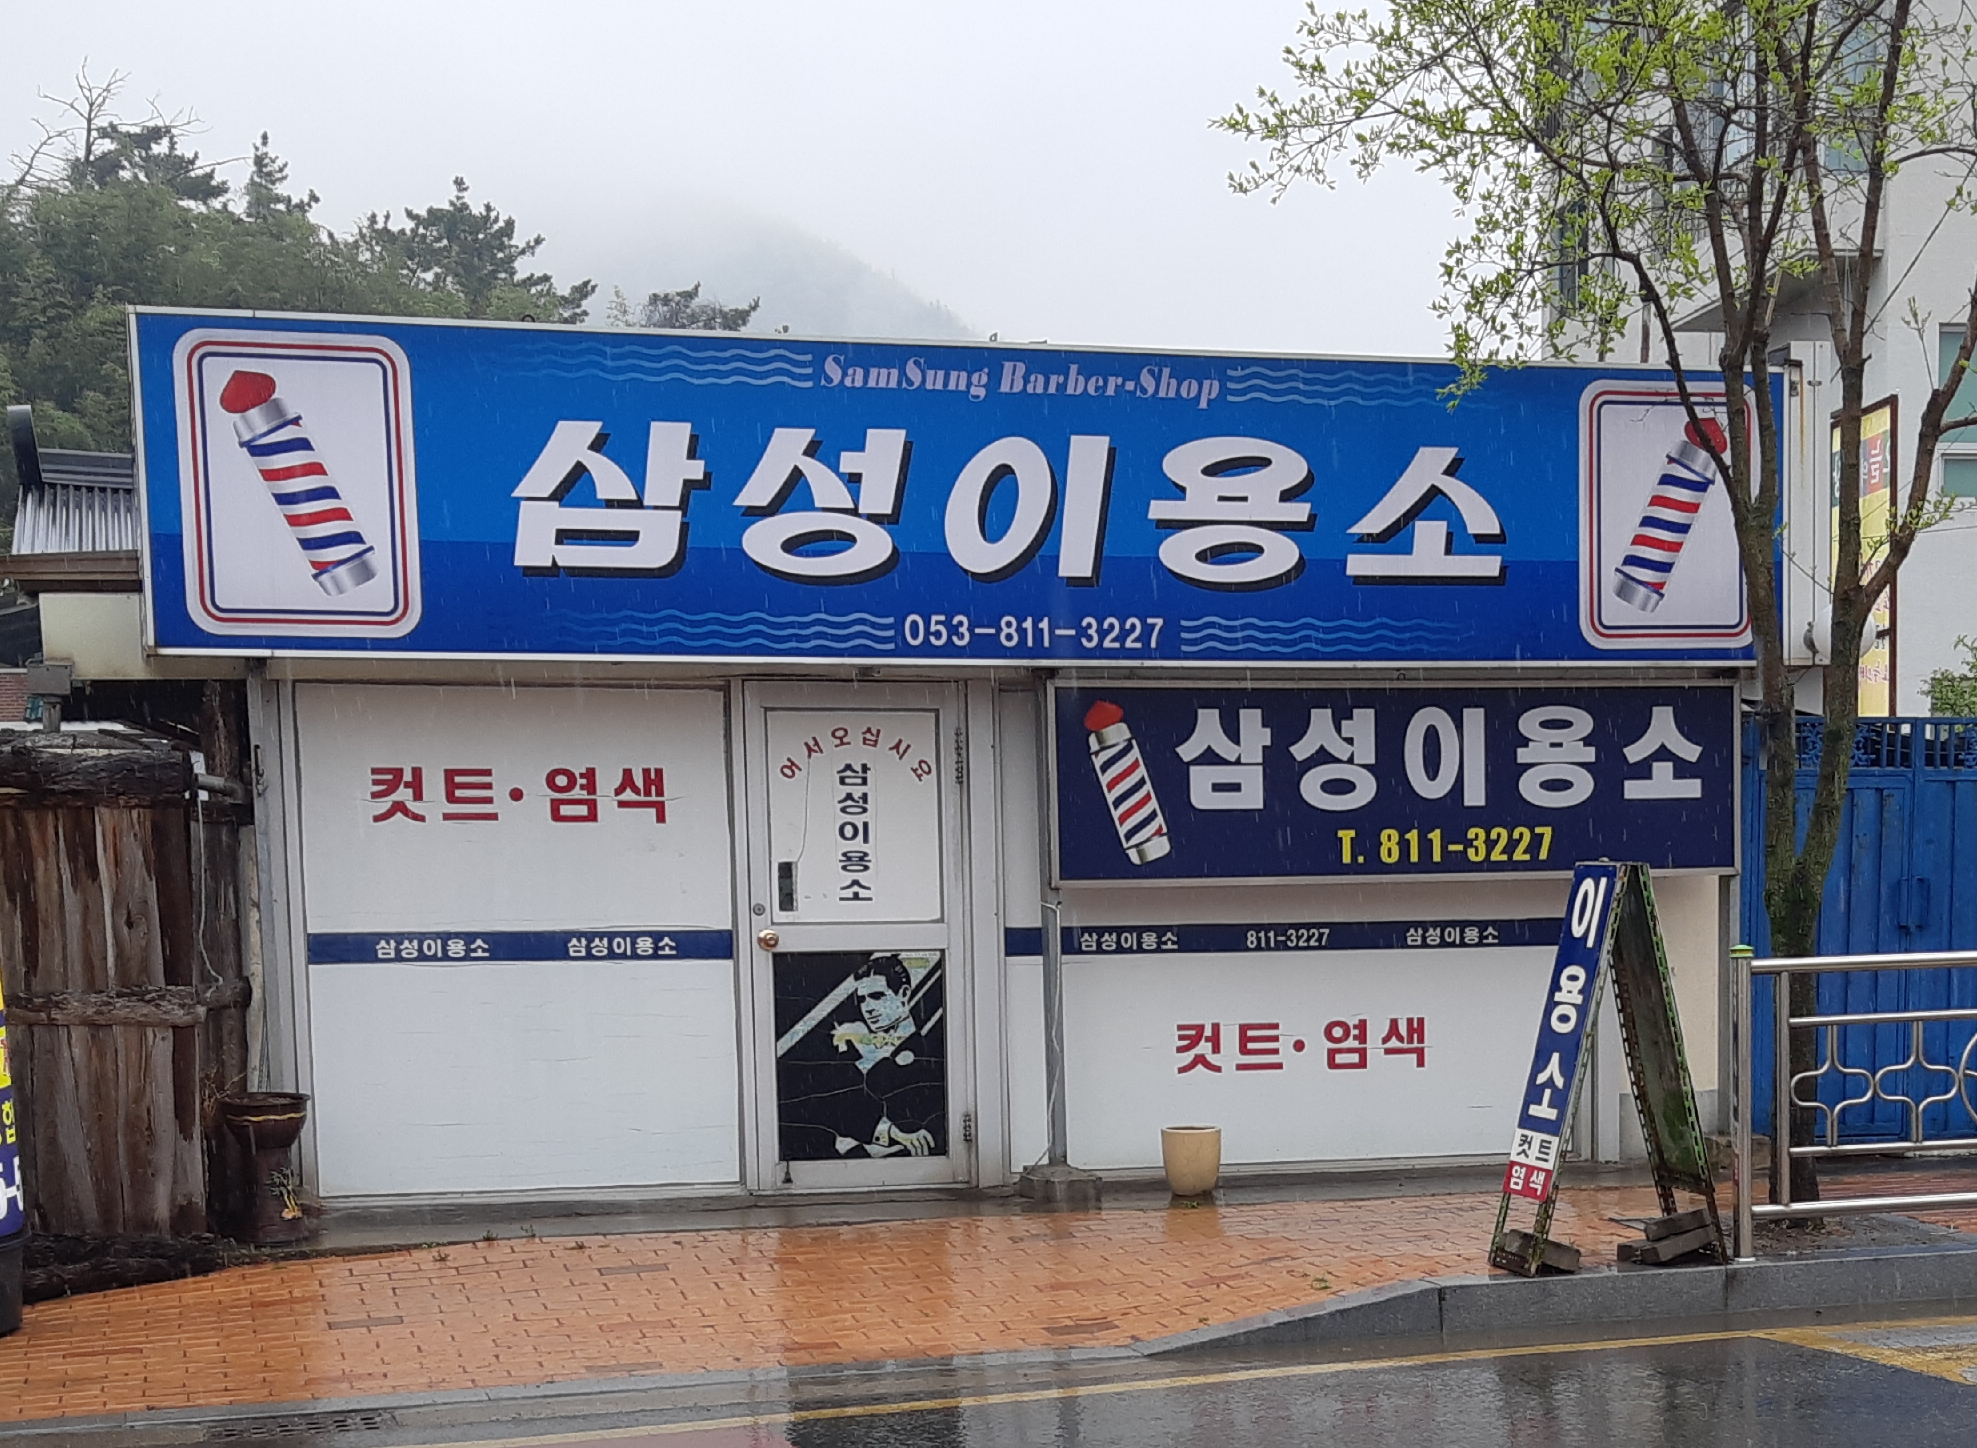 SamSung Barber-Shop
삼성이용소
053-811-3227
컷트·염색
어서오십시요
삼성이용소
삼성이용소
T. 811-3227
삼성이용소 삼성이용소
삼성이용소 811-3227 삼성이용소
컷트·염색
이용소
컷트
염색